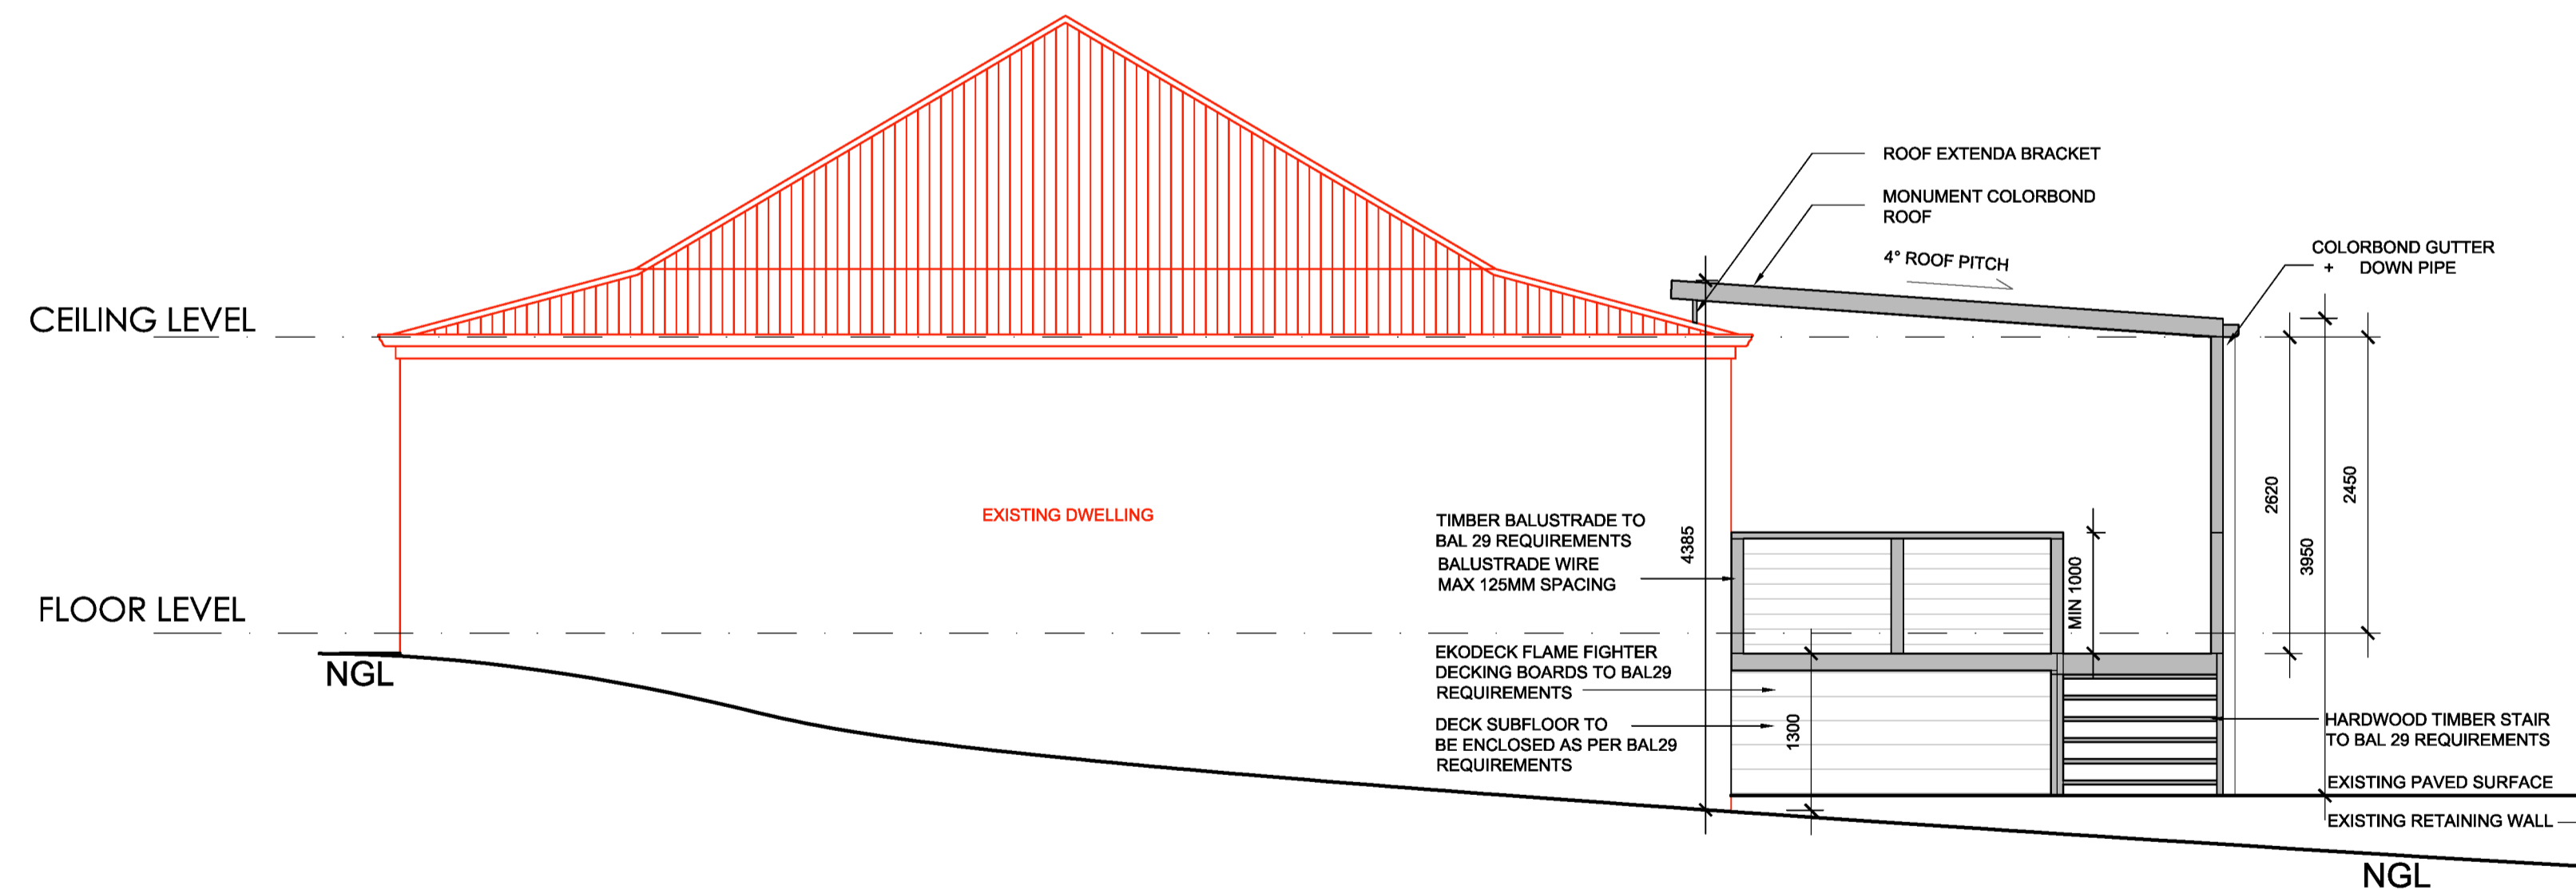 ROOF EXTENDA BRACKET
MONUMENT COLORBOND
ROOF
4° ROOF PITCH
COLORBOND GUTTER
+ DOWN PIPE
CEILING LEVEL
EXISTING DWELLING
TIMBER BALUSTRADE TO
BAL 29 REQUIREMENTS
BALUSTRADE WIRE
MAX 125MM SPACING
4385
MIN 1000
2620
3950
2450
FLOOR LEVEL
NGL
EKODECK FLAME FIGHTER
DECKING BOARDS TO BAL29
REQUIREMENTS
DECK SUBFLOOR TO
BE ENCLOSED AS PER BAL29
REQUIREMENTS
1300
HARDWOOD TIMBER STAIR
TO BAL 29 REQUIREMENTS
EXISTING PAVED SURFACE
EXISTING RETAINING WALL
NGL